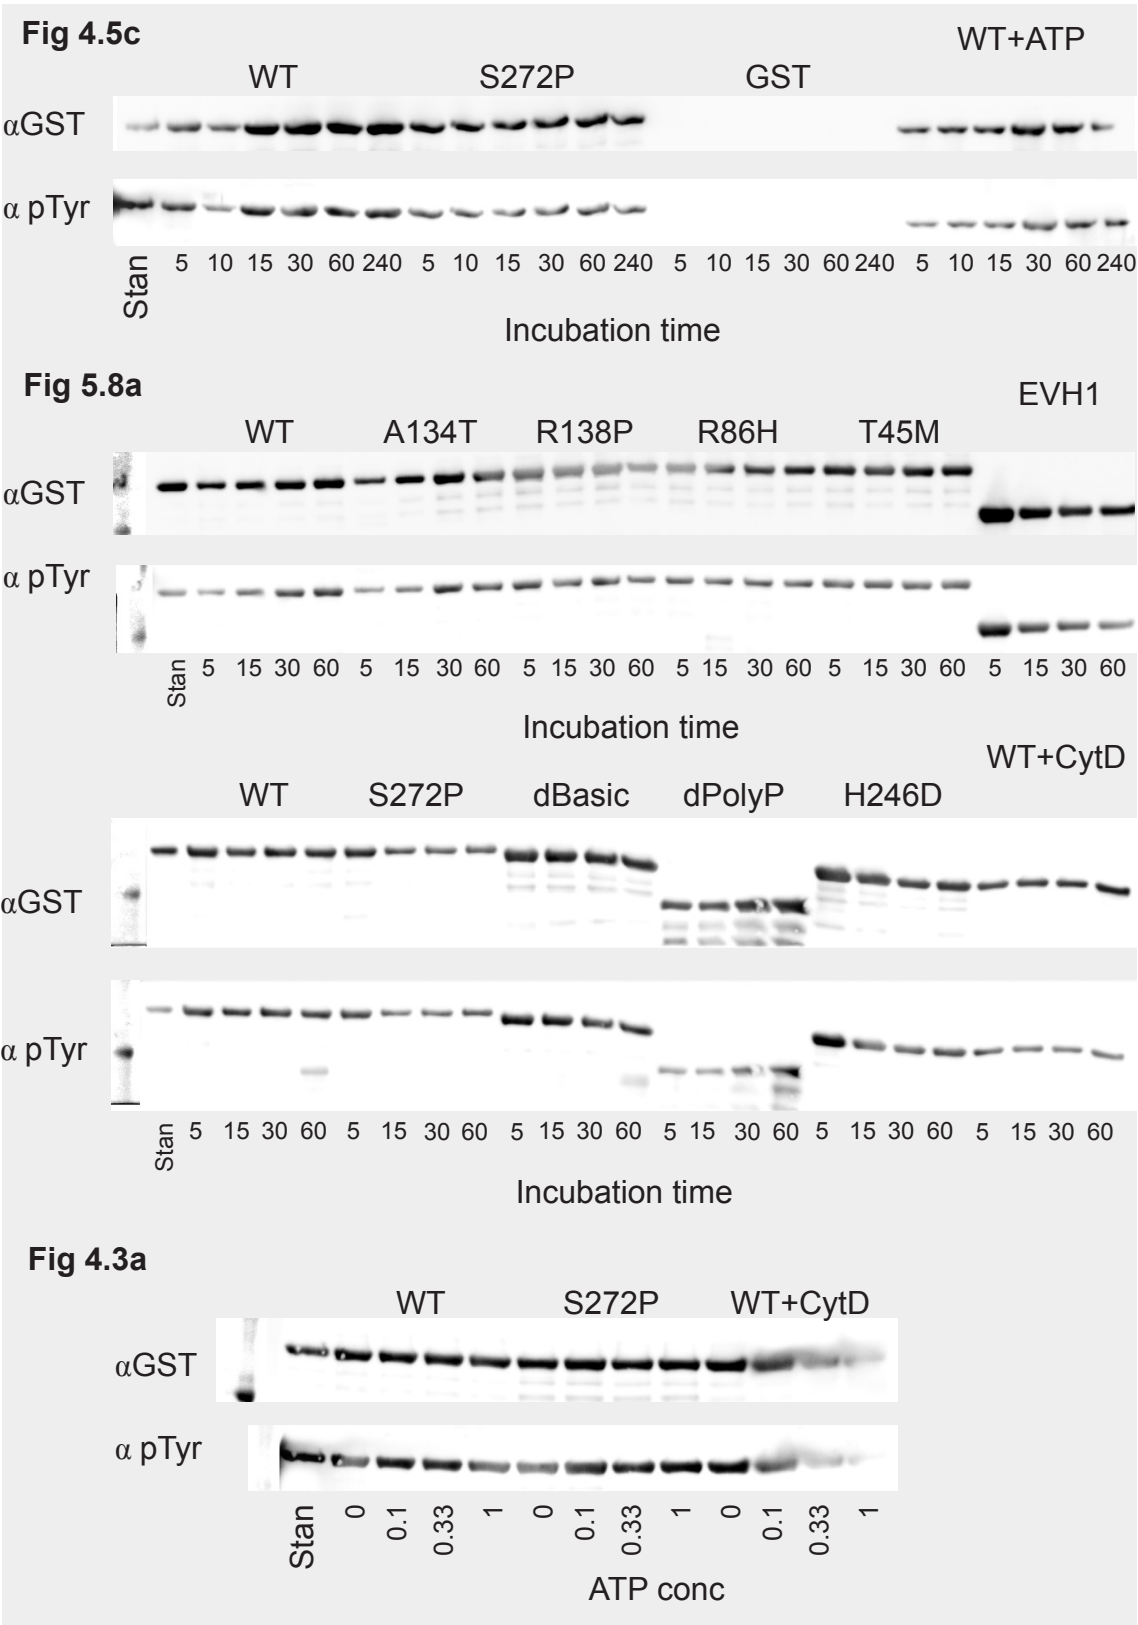 Fig 4.5c
WT+ATP
WT S272P GST
αGST
α pTyr
Stan 5 10 15 30 60 240 5 10 15 30 60 240 5 10 15 30 60 240 5 10 15 30 60 240
Incubation time
Fig 5.8a
EVH1
WT A134T R138P R86H T45M
αGST
α pTyr
Stan 5 15 30 60 5 15 30 60 5 15 30 60 5 15 30 60 5 15 30 60 5 15 30 60
Incubation time
WT+CytD
WT S272P dBasic dPolyP H246D
αGST
α pTyr
Stan 5 15 30 60 5 15 30 60 5 15 30 60 5 15 30 60 5 15 30 60 5 15 30 60
Incubation time
Fig 4.3a
WT S272P WT+CytD
αGST
α pTyr
Stan 0 0.1 0.33 1 0 0.1 0.33 1 0 0.1 0.33 1
ATP conc